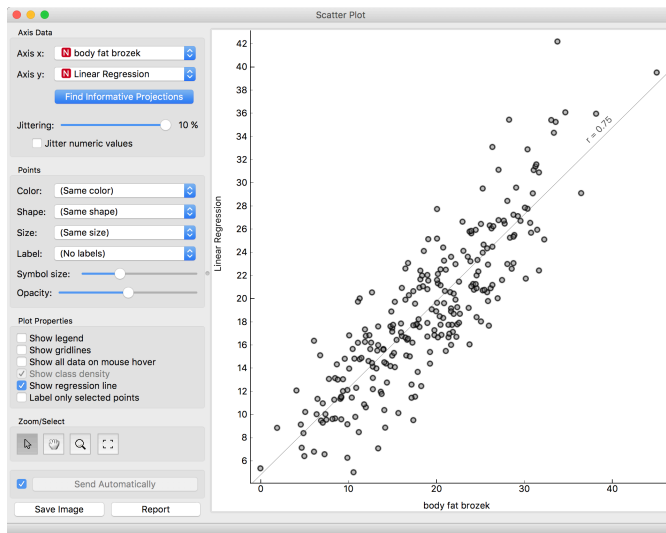 Scatter Plot
Axis Data
Axis x: N body fat brozek
Axis y: N Linear Regression
Find Informative Projections
Jittering: 10 %
Jitter numeric values
Points
Color: (Same color)
Shape: (Same shape)
Size: (Same size)
Label: (No labels)
Symbol size:
Opacity:
Plot Properties
Show legend
Show gridlines
Show all data on mouse hover
Show class density
Show regression line
Label only selected points
Zoom/Select
Send Automatically
Save Image Report
42
40
38
36
34
32
30
28
26
24
22
20
18
16
14
12
10
8
6
Linear Regression
r = 0.75
0 10 20 30 40
body fat brozek